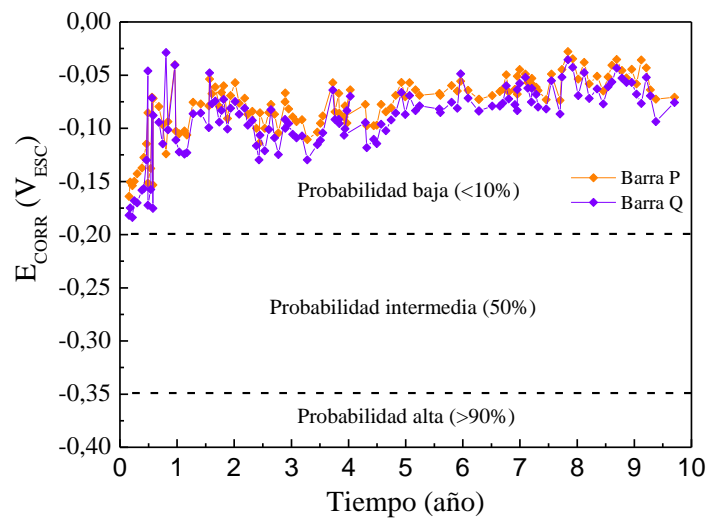 0,00
-0,05
-0,10
-0,15
-0,20
-0,25
-0,30
-0,35
-0,40
E_CORR (V_ESC)
Probabilidad baja (<10%)
Barra P
Barra Q
Probabilidad intermedia (50%)
Probabilidad alta (>90%)
0 1 2 3 4 5 6 7 8 9 10
Tiempo (año)